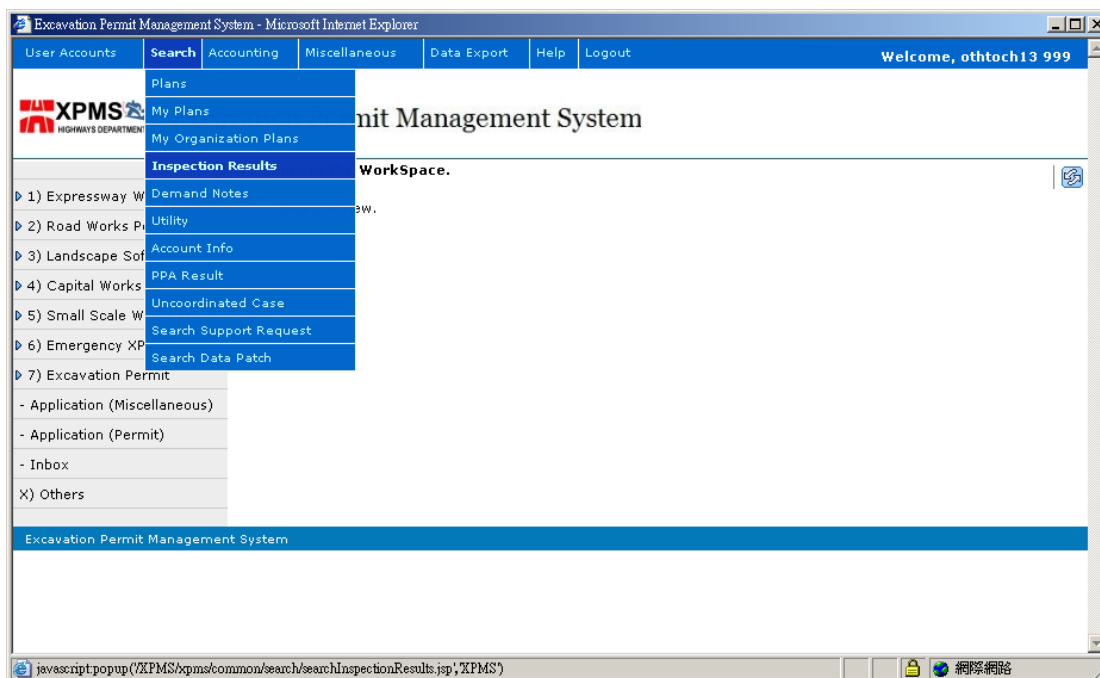 Excavation Permit Management System - Microsoft Internet Explorer
User Accounts Search Accounting Miscellaneous Data Export Help Logout Welcome, othtoch13 999
Plans
My Plans
My Organization Plans
Inspection Results
Demand Notes
Utility
Account Info
PPA Result
Uncoordinated Case
Search Support Request
Search Data Patch
XPMS
HIGHWAYS DEPARTMENT
mit Management System
WorkSpace.
ew.
1) Expressway W
2) Road Works P
3) Landscape Sof
4) Capital Works
5) Small Scale W
6) Emergency XP
7) Excavation Permit
- Application (Miscellaneous)
- Application (Permit)
- Inbox
X) Others
Excavation Permit Management System
javascript:popup('/XPMS/xpms/common/search/searchInspectionResults.jsp','XPMS')
網際網路